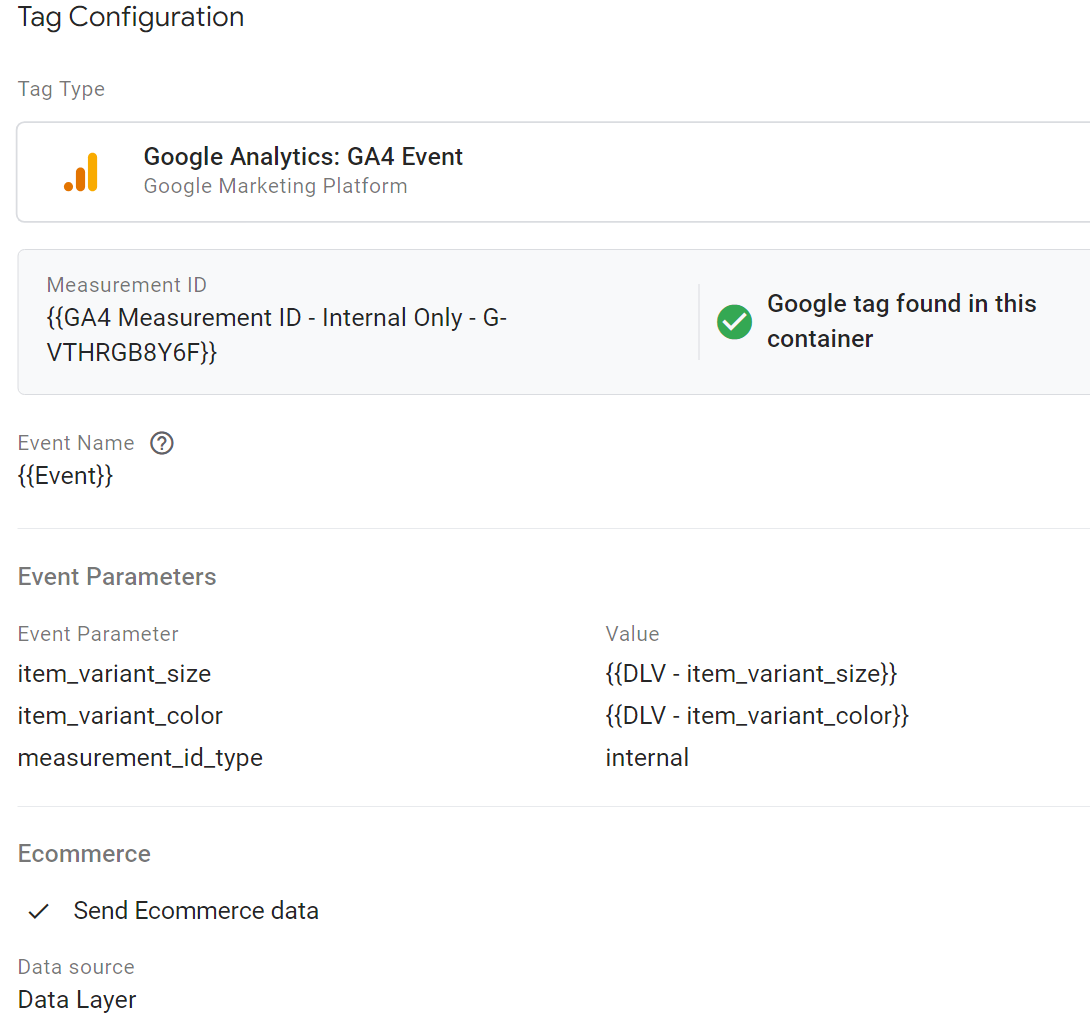 Tag Configuration
Tag Type
Google Analytics: GA4 Event
Google Marketing Platform
Measurement ID
{{GA4 Measurement ID - Internal Only - G-
VTHRGB8Y6F}}
Google tag found in this
container
Event Name
{{Event}}
Event Parameters
Event Parameter Value
item_variant_size {{DLV - item_variant_size}}
item_variant_color {{DLV - item_variant_color}}
measurement_id_type internal
Ecommerce
Send Ecommerce data
Data source
Data Layer